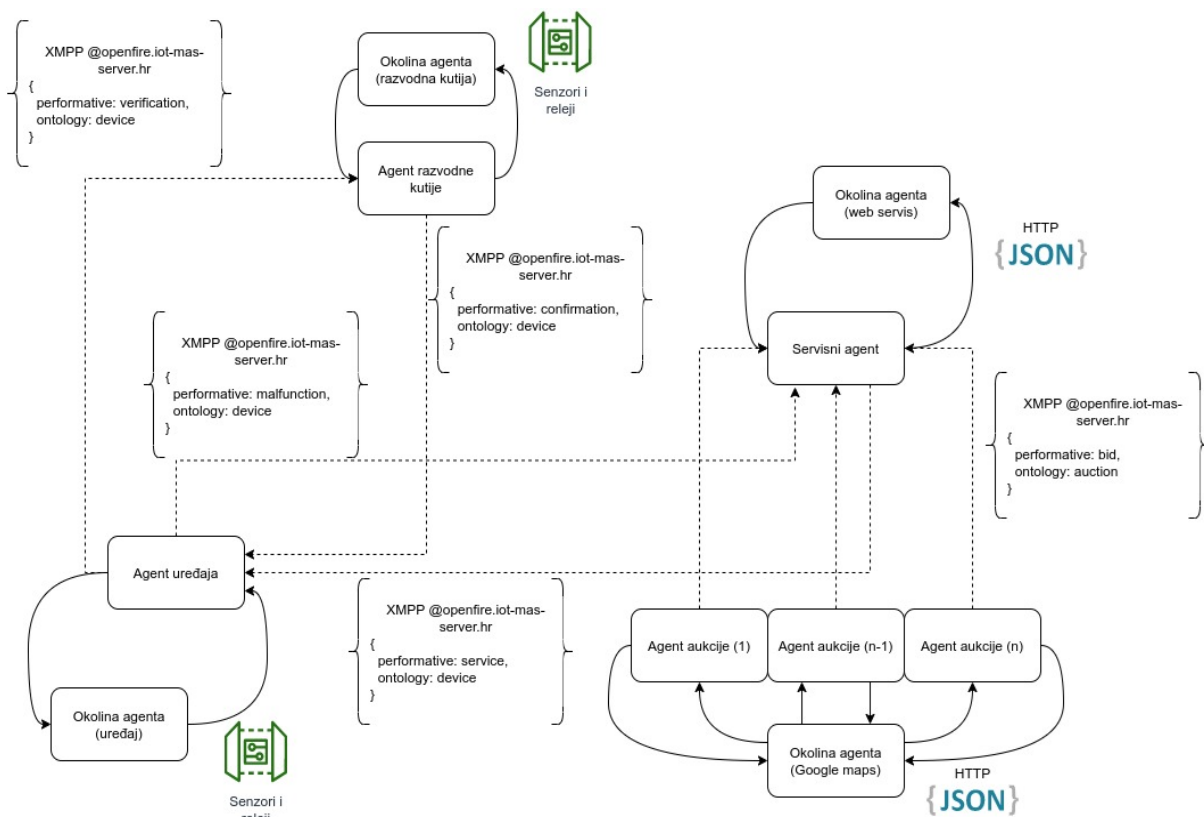 XMPP @openfire.iot-mas-
server.hr
{
performative: verification,
ontology: device
}
Okolina agenta
(razvodna kutija)
Senzori i
releji
Agent razvodne
kutije
Okolina agenta
(web servis)
HTTP
{JSON}
XMPP @openfire.iot-mas-
server.hr
{
performative: confirmation,
ontology: device
}
XMPP @openfire.iot-mas-
server.hr
{
performative: malfunction,
ontology: device
}
Servisni agent
XMPP @openfire.iot-mas-
server.hr
{
performative: bid,
ontology: auction
}
Agent uređaja
XMPP @openfire.iot-mas-
server.hr
{
performative: service,
ontology: device
}
Agent aukcije (1)
Agent aukcije (n-1)
Agent aukcije (n)
Okolina agenta
(uređaj)
Senzori i
releji
Okolina agenta
(Google maps)
HTTP
{JSON}